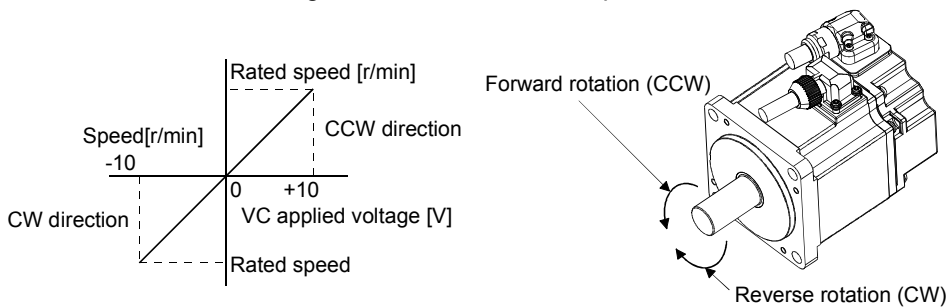 Rated speed [r/min]
Speed[r/min]
CCW direction
-10
0
+10
CW direction
VC applied voltage [V]
Rated speed
Forward rotation (CCW)
Reverse rotation (CW)